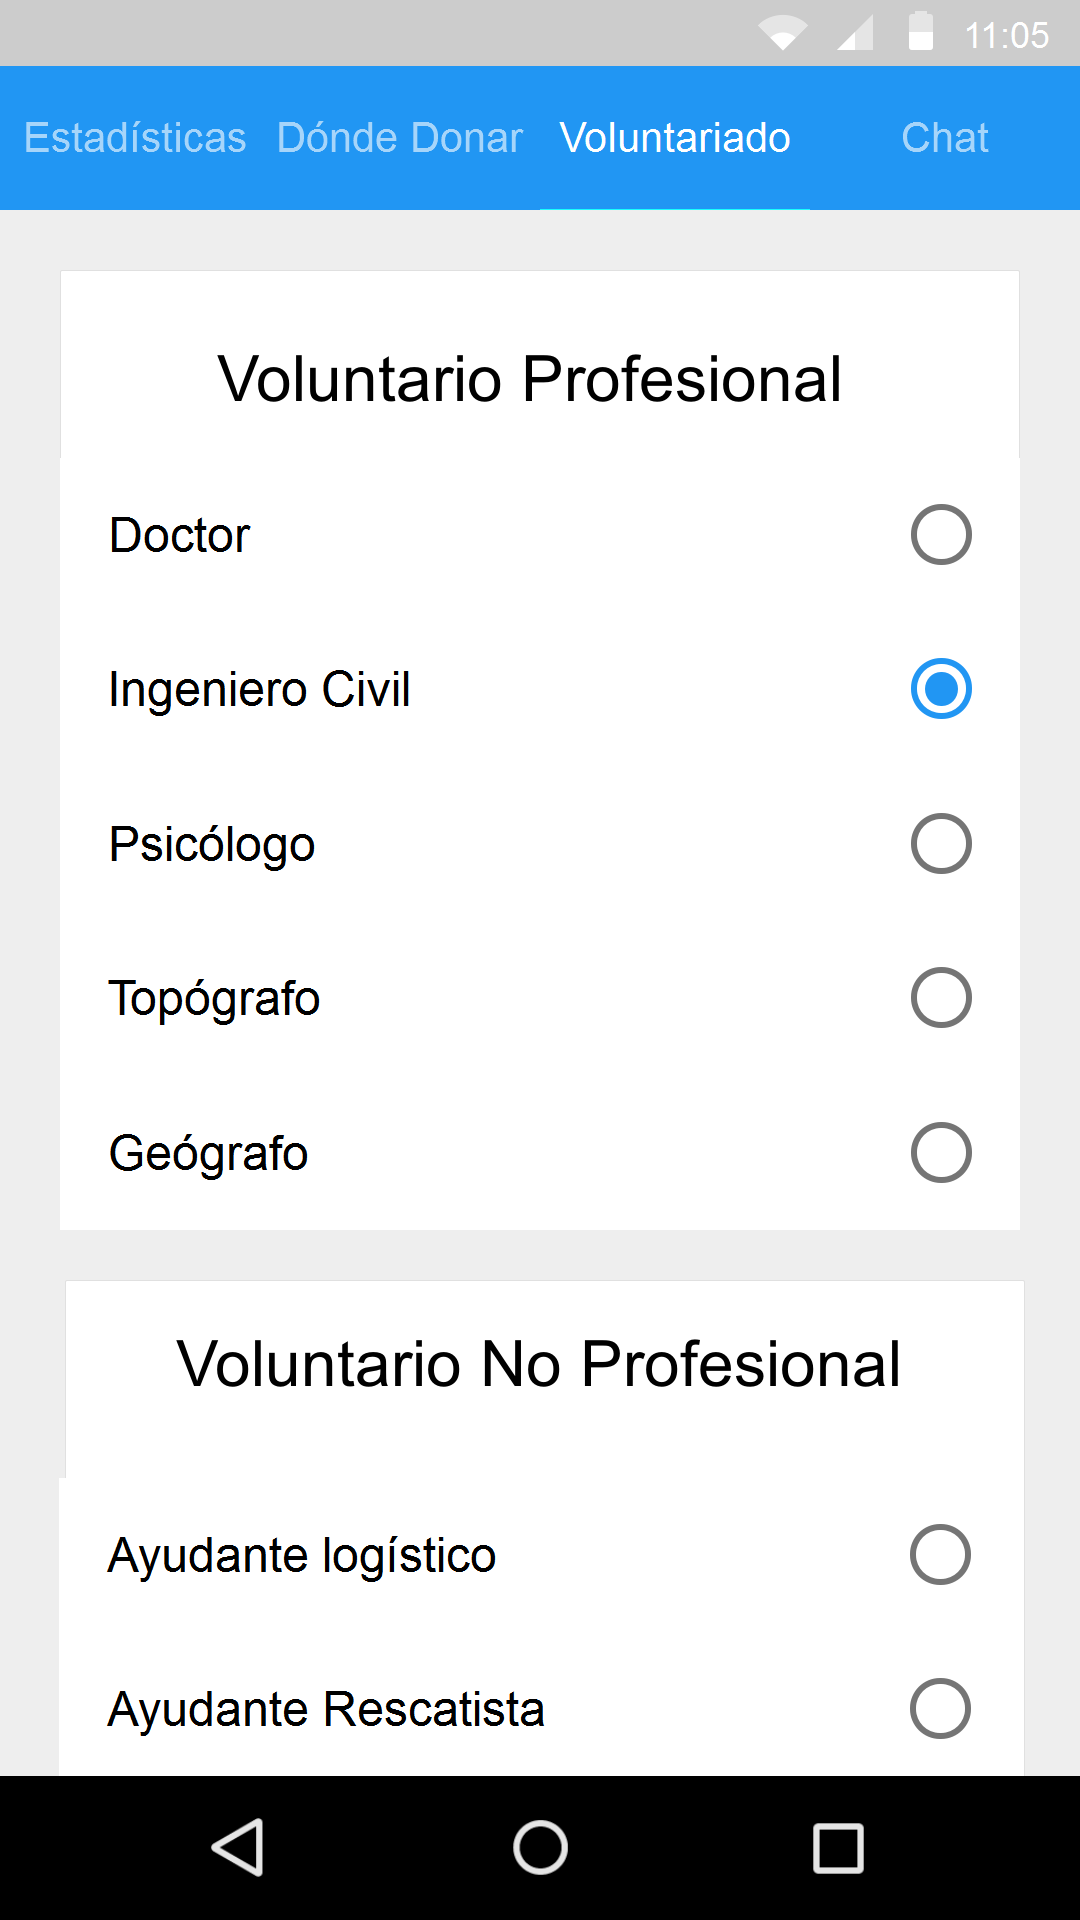 11:05
Estadísticas Dónde Donar Voluntariado Chat
Voluntario Profesional
Doctor
Ingeniero Civil
Psicólogo
Topógrafo
Geógrafo
Voluntario No Profesional
Ayudante logístico
Ayudante Rescatista